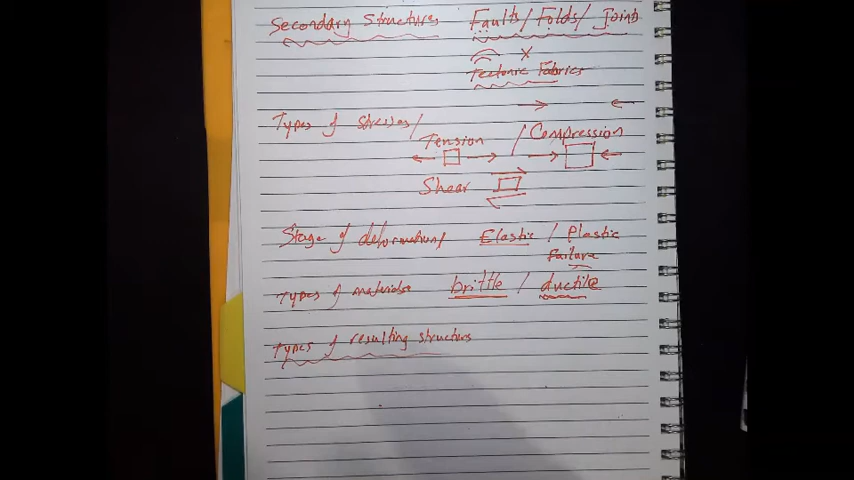 Secondary Structures Faults/ Folds/ Joints
Tectonic Fabrics
Types of stresses/
Tension / Compression
Shear
Stage of deformation/ Elastic / Plastic
failure
Types of materials brittle / ductile
Types of resulting structures